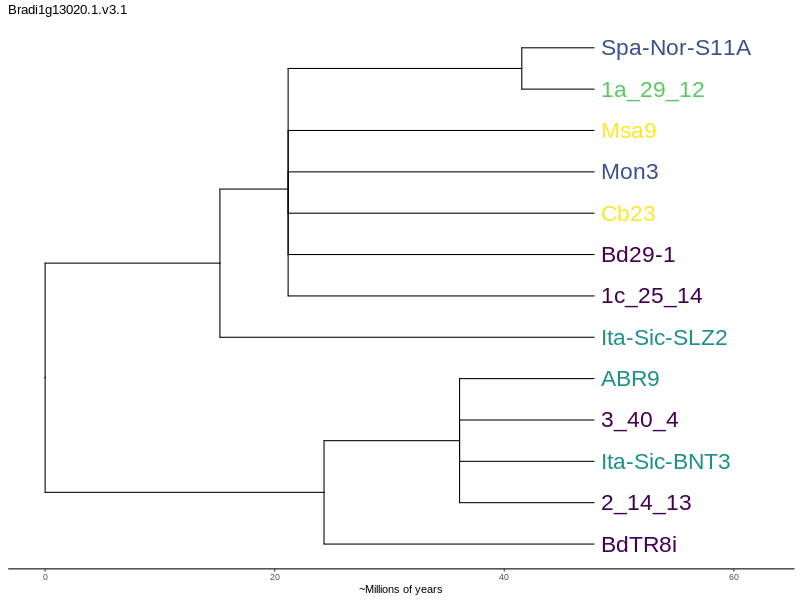 Bradi1g13020.1.v3.1
Spa-Nor-S11A
1a_29_12
Msa9
Mon3
Cb23
Bd29-1
1c_25_14
Ita-Sic-SLZ2
ABR9
3_40_4
Ita-Sic-BNT3
2_14_13
BdTR8i
0 20 40 60
~Millions of years